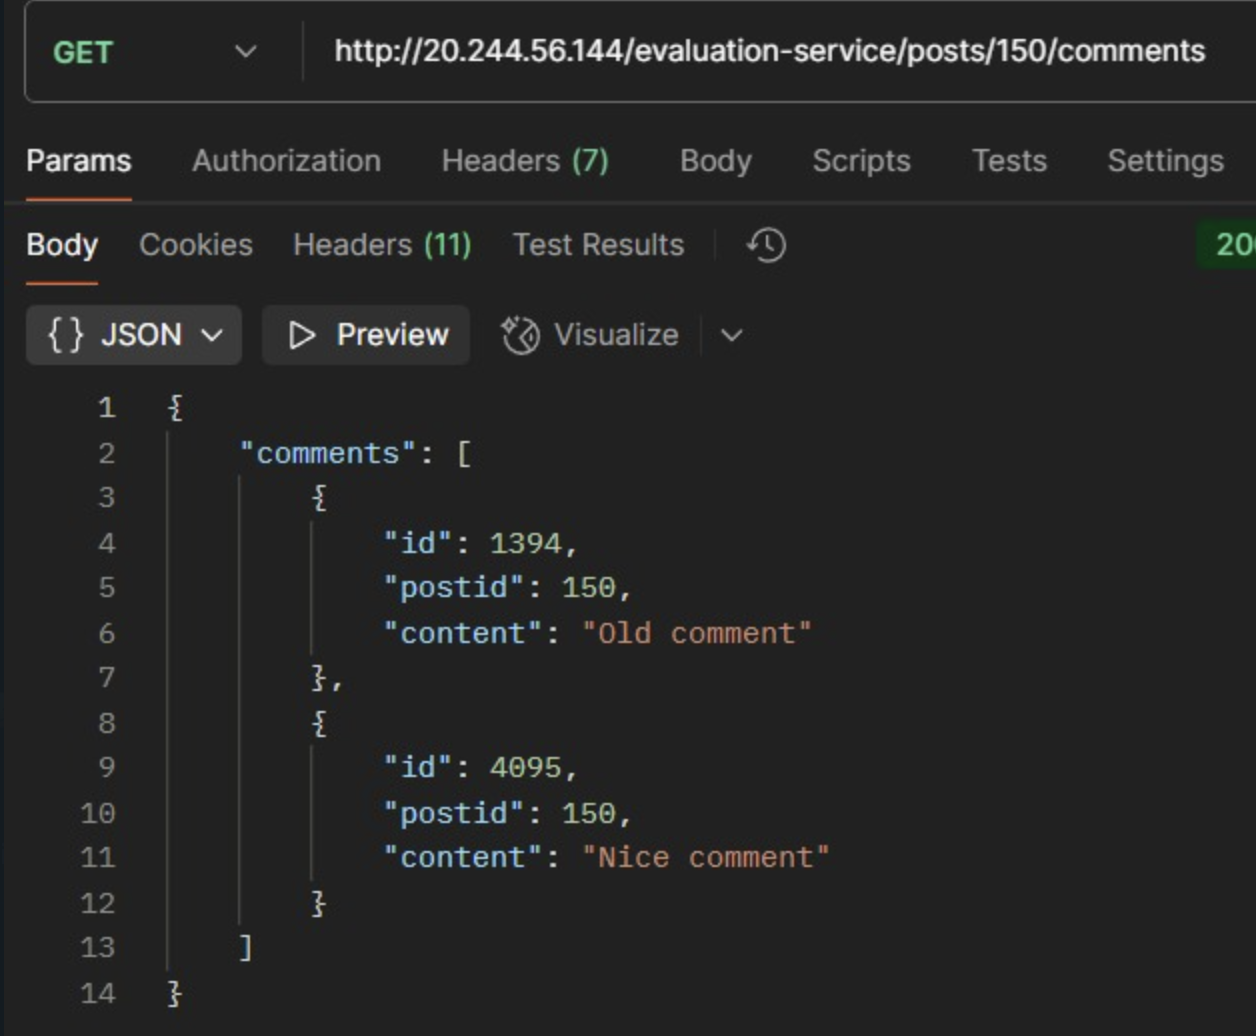 GET http://20.244.56.144/evaluation-service/posts/150/comments
Params Authorization Headers (7) Body Scripts Tests Settings
Body Cookies Headers (11) Test Results 20
{} JSON Preview Visualize
1 {
2 "comments": [
3 {
4 "id": 1394,
5 "postid": 150,
6 "content": "Old comment"
7 },
8 {
9 "id": 4095,
10 "postid": 150,
11 "content": "Nice comment"
12 }
13 ]
14 }